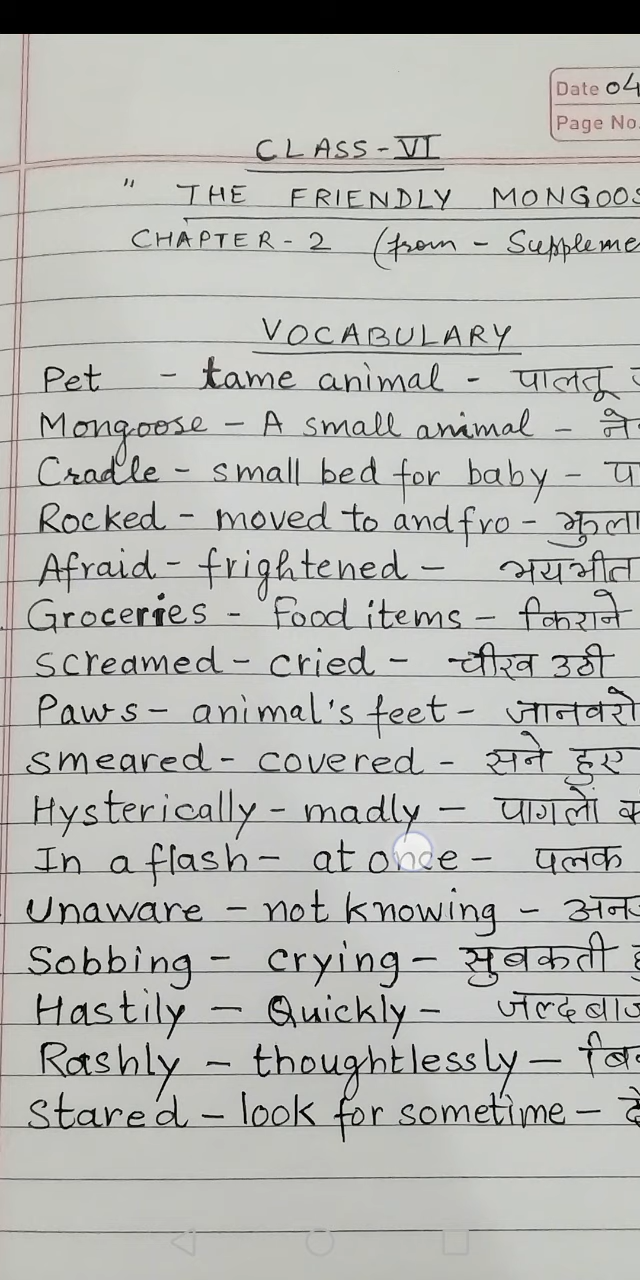 Date 04
Page No.
CLASS - VI
" THE FRIENDLY MONGOOS
CHAPTER - 2 (from - Suppleme
VOCABULARY
Pet - tame animal - पालतू
Mongoose - A small animal - ने
Cradle - small bed for baby - प
Rocked - moved to and fro - झुला
Afraid - frightened - भयभीत
Groceries - Food items - किराने
Screamed - cried - चीख उठी
Paws - animal's feet - जानवरो
Smeared - covered - सने हुए
Hysterically - madly - पागलों क
In a flash - at once - पलक
Unaware - not knowing - अन
Sobbing - crying - सुबकती हु
Hastily - Quickly - जल्दबाज
Rashly - thoughtlessly - बि
Stared - look for sometime - दे